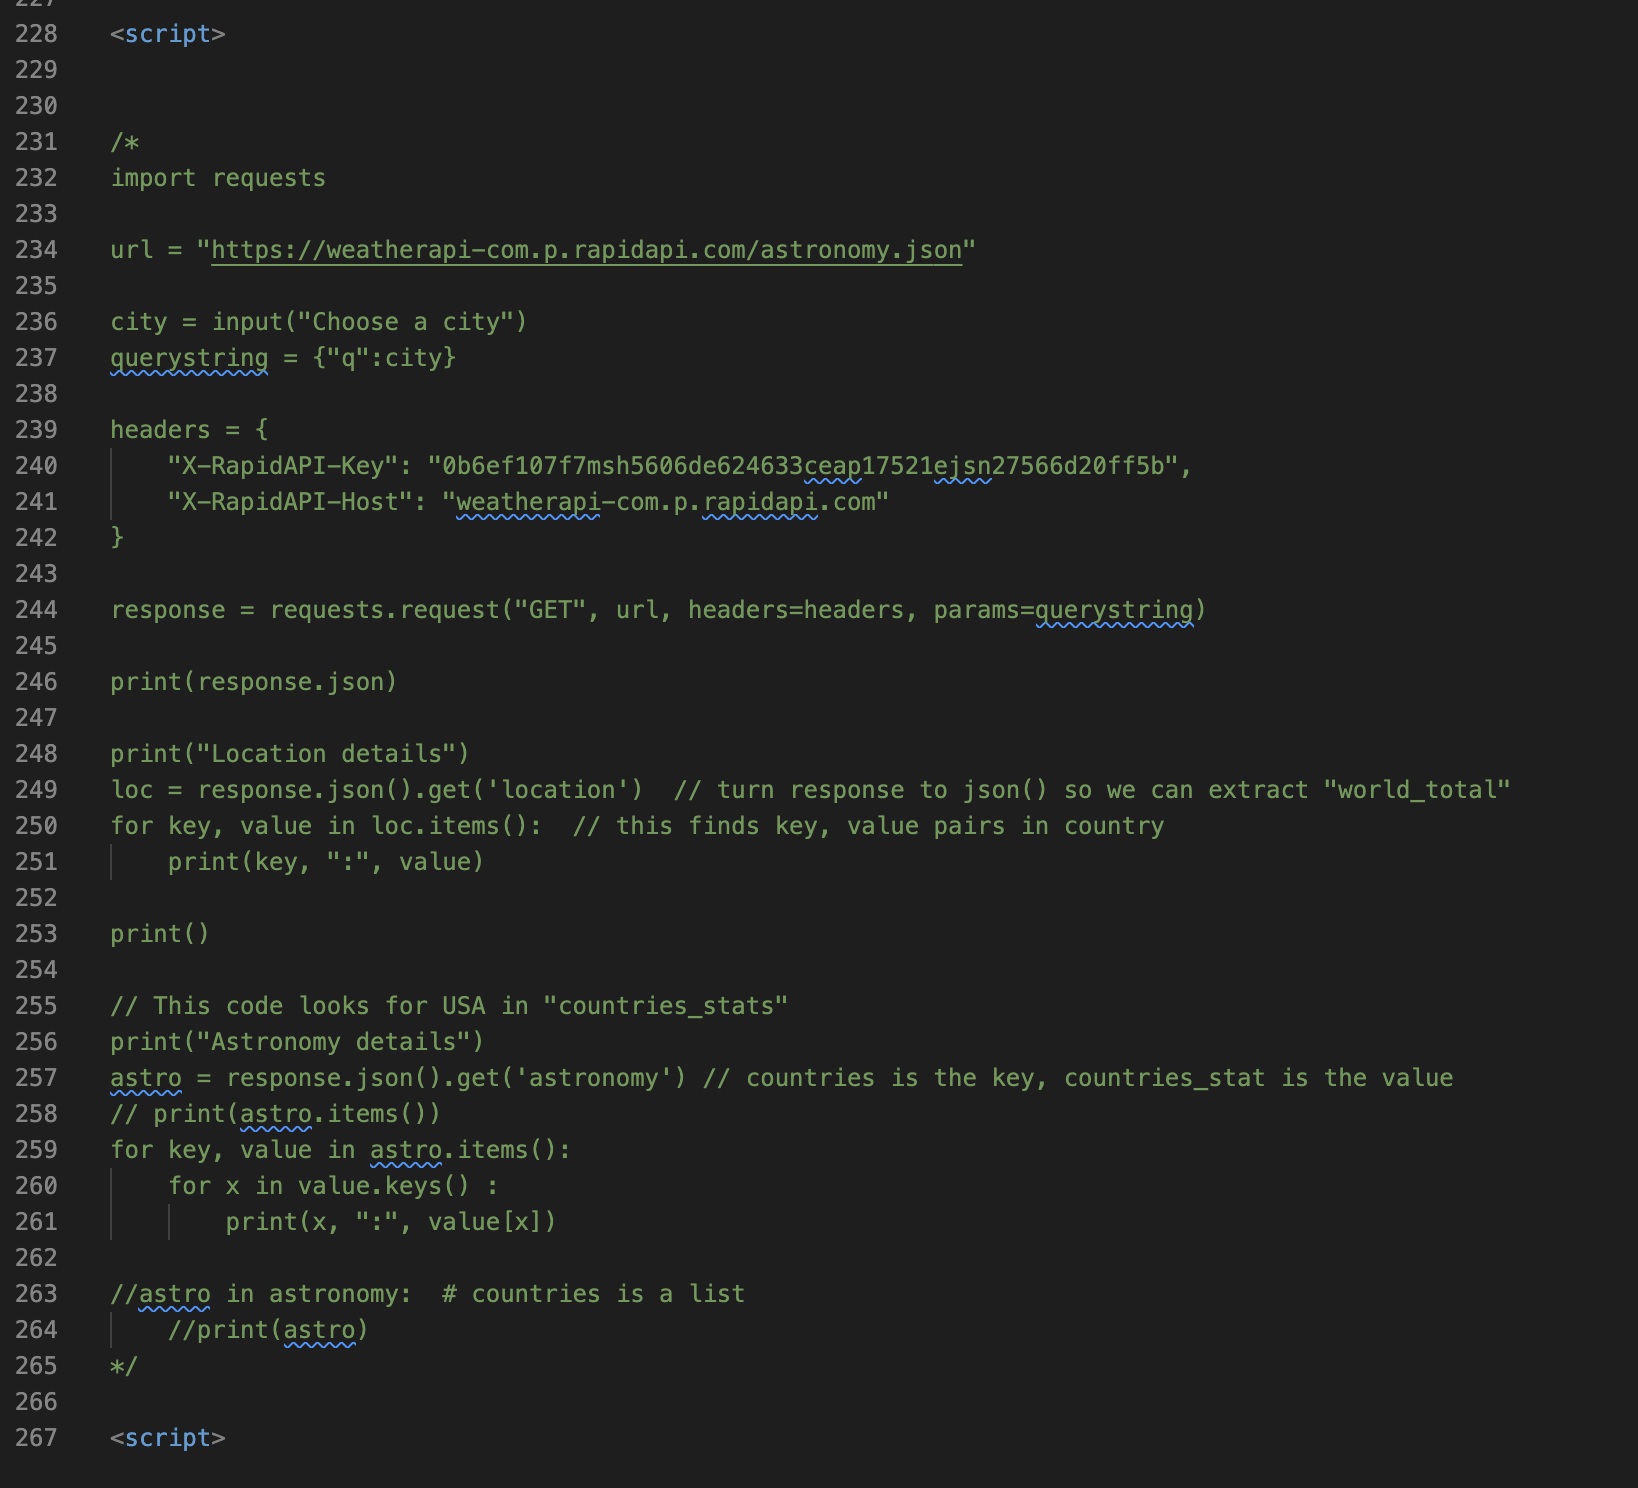 227
228 <script>
229
230
231 /*
232 import requests
233
234 url = "https://weatherapi-com.p.rapidapi.com/astronomy.json"
235
236 city = input("Choose a city")
237 querystring = {"q":city}
238
239 headers = {
240     "X-RapidAPI-Key": "0b6ef107f7msh5606de624633ceap17521ejsn27566d20ff5b",
241     "X-RapidAPI-Host": "weatherapi-com.p.rapidapi.com"
242 }
243
244 response = requests.request("GET", url, headers=headers, params=querystring)
245
246 print(response.json)
247
248 print("Location details")
249 loc = response.json().get('location')  // turn response to json() so we can extract "world_total"
250 for key, value in loc.items():  // this finds key, value pairs in country
251     print(key, ":", value)
252
253 print()
254
255 // This code looks for USA in "countries_stats"
256 print("Astronomy details")
257 astro = response.json().get('astronomy') // countries is the key, countries_stat is the value
258 // print(astro.items())
259 for key, value in astro.items():
260     for x in value.keys() :
261         print(x, ":", value[x])
262
263 //astro in astronomy:  # countries is a list
264     //print(astro)
265 */
266
267 <script>